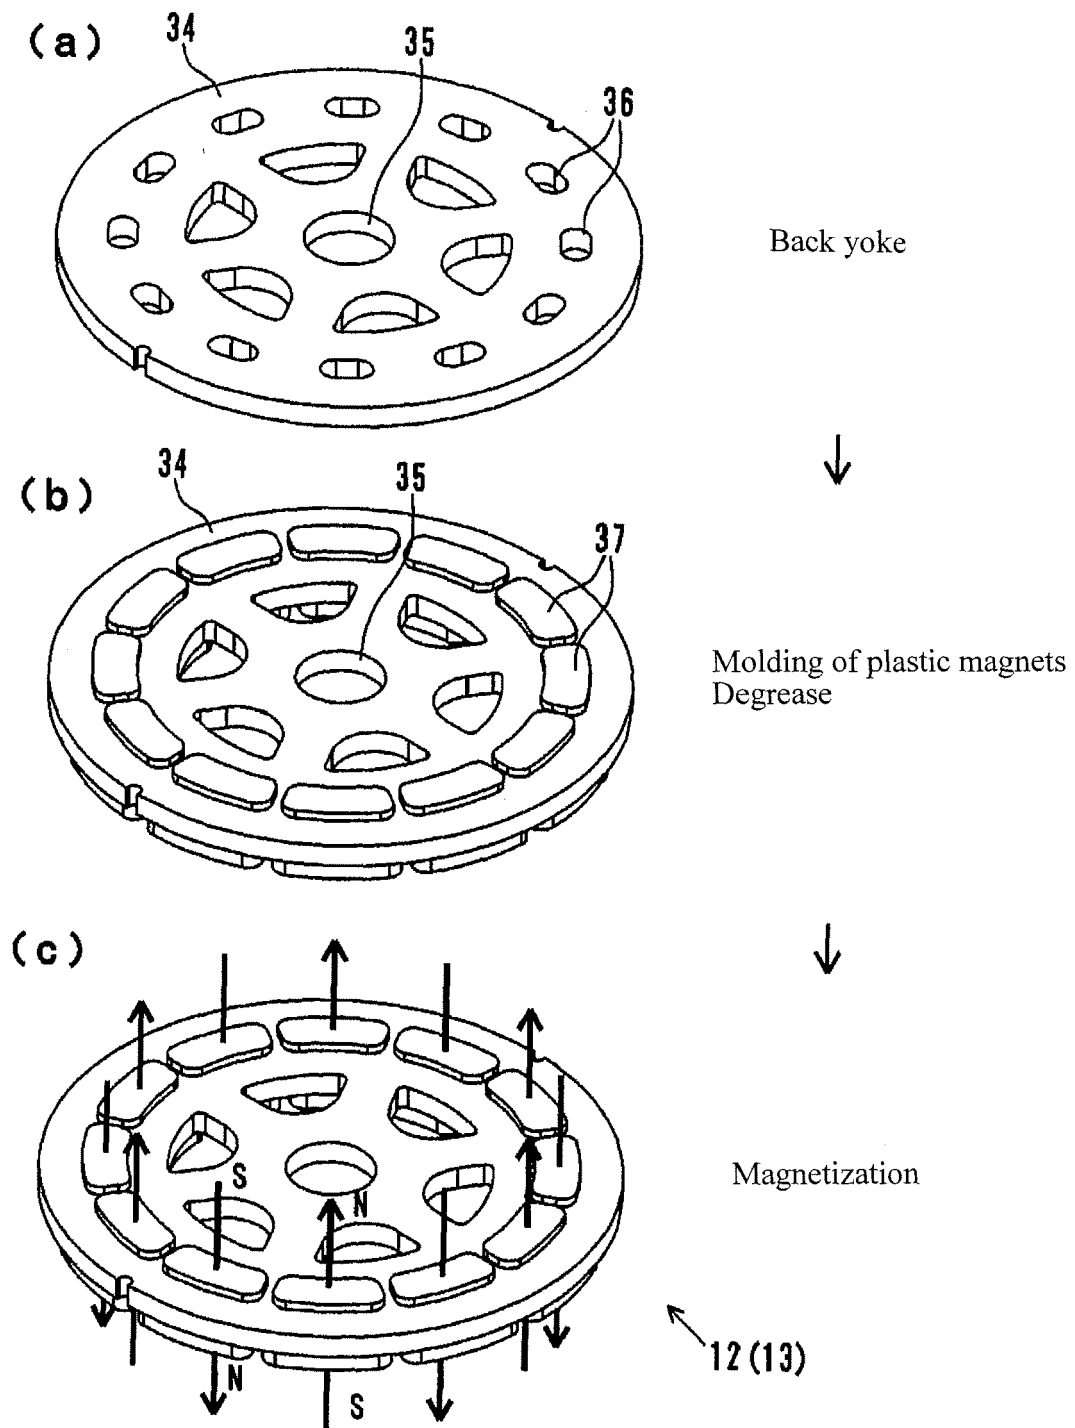 (a)
34
35
36
Back yoke
(b)
34
35
37
Molding of plastic magnets
Degrease
(c)
S
N
Magnetization
12(13)
N
S